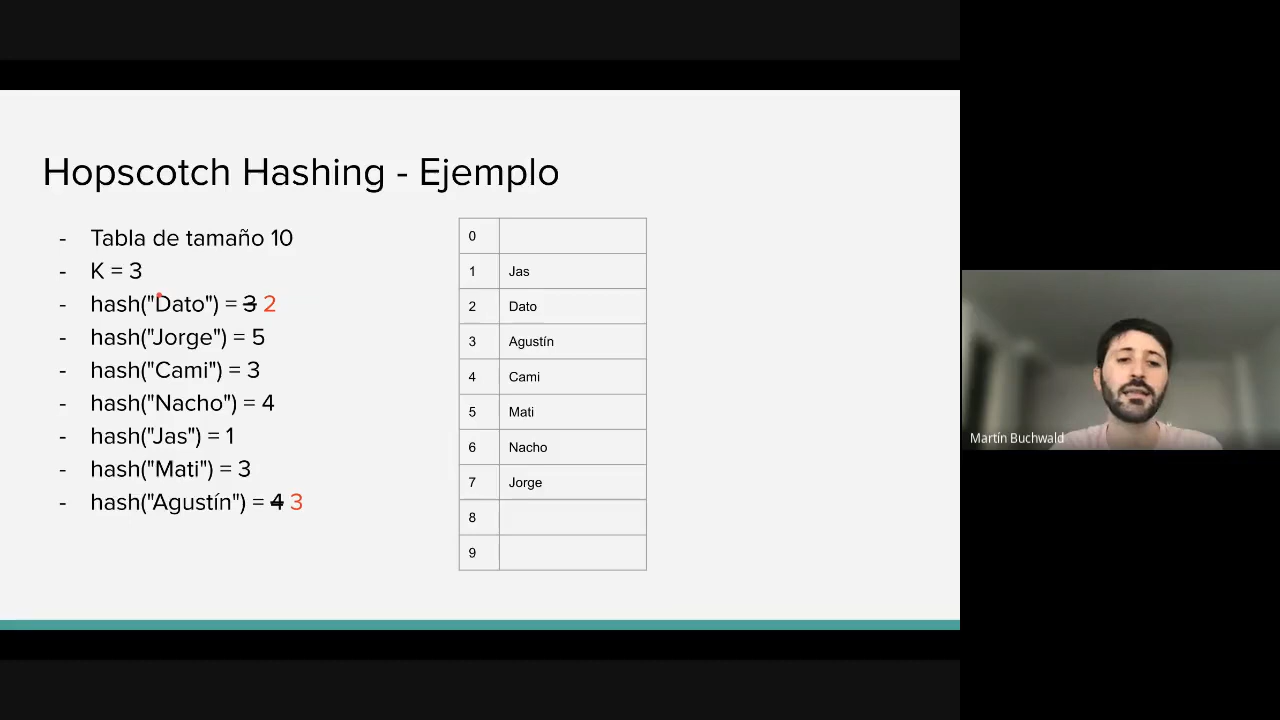 Hopscotch Hashing - Ejemplo
- Tabla de tamaño 10
- K = 3
- hash("Dato") = 3 2
- hash("Jorge") = 5
- hash("Cami") = 3
- hash("Nacho") = 4
- hash("Jas") = 1
- hash("Mati") = 3
- hash("Agustín") = 4 3
0
1 Jas
2 Dato
3 Agustín
4 Cami
5 Mati
6 Nacho
7 Jorge
8
9
Martín Buchwald